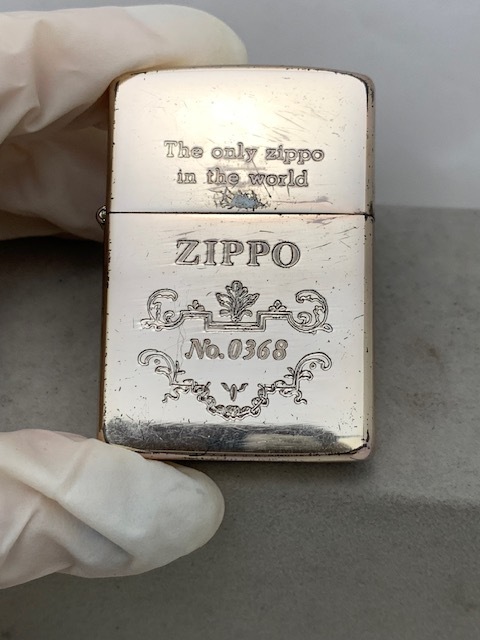 The only zippo
in the world
ZIPPO
No. 0368